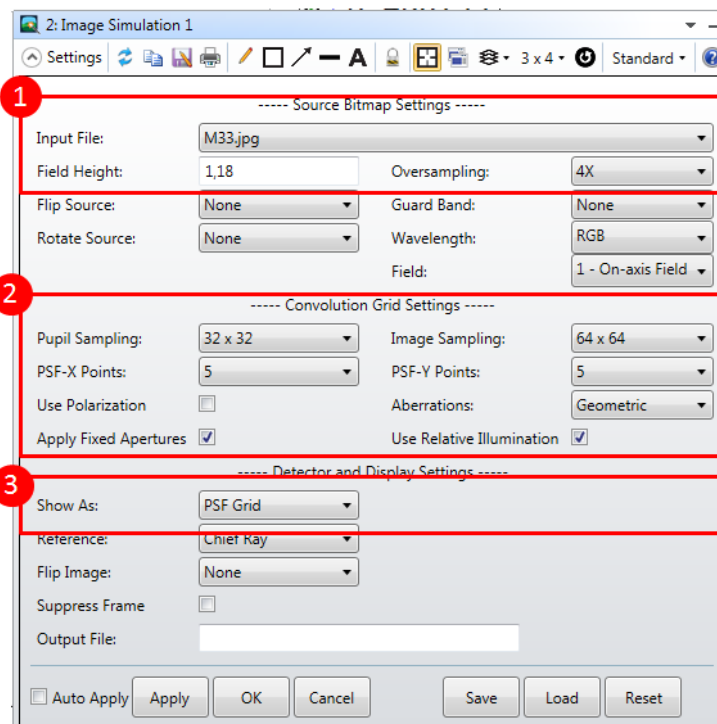 2: Image Simulation 1
Settings A 3 x 4 Standard
1
----- Source Bitmap Settings -----
Input File: M33.jpg
Field Height: 1,18 Oversampling: 4X
Flip Source: None Guard Band: None
Rotate Source: None Wavelength: RGB
Field: 1 - On-axis Field
2
----- Convolution Grid Settings -----
Pupil Sampling: 32 x 32 Image Sampling: 64 x 64
PSF-X Points: 5 PSF-Y Points: 5
Use Polarization Aberrations: Geometric
Apply Fixed Apertures Use Relative Illumination
----- Detector and Display Settings -----
3
Show As: PSF Grid
Reference: Chief Ray
Flip Image: None
Suppress Frame
Output File:
Auto Apply Apply OK Cancel Save Load Reset